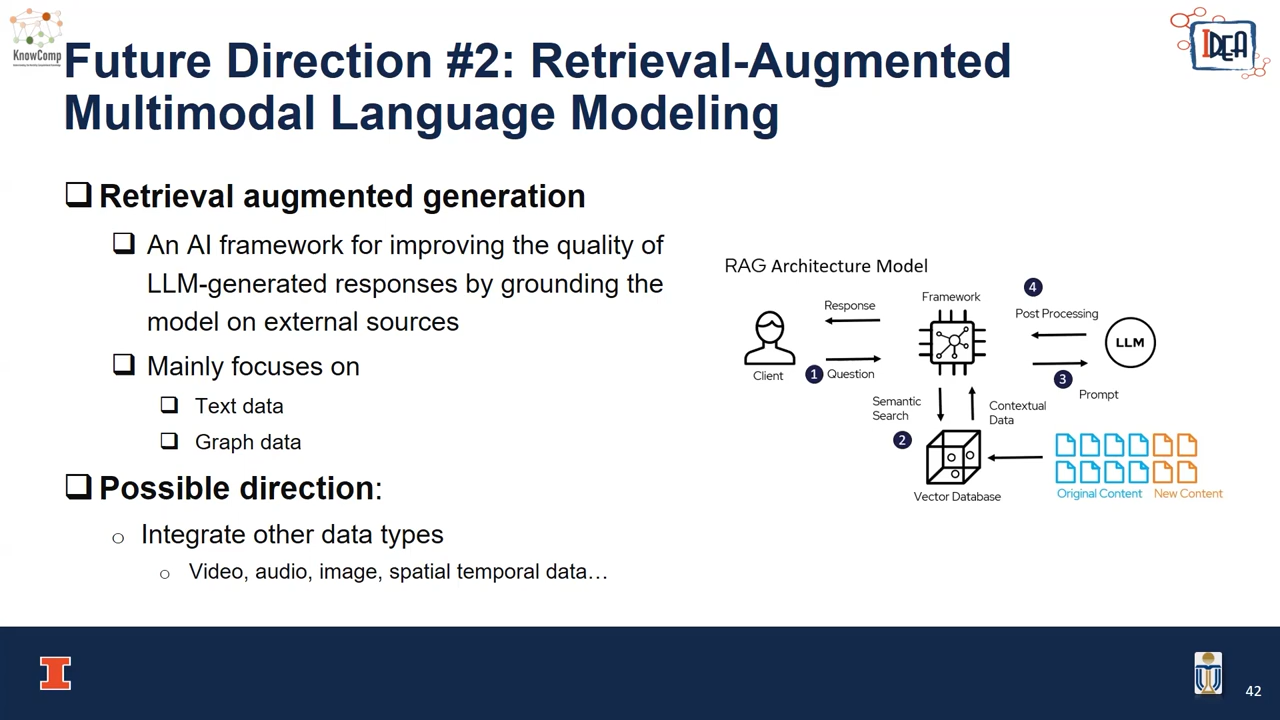 KnowComp
IDEA
Future Direction #2: Retrieval-Augmented
Multimodal Language Modeling
Retrieval augmented generation
An AI framework for improving the quality of
LLM-generated responses by grounding the
model on external sources
Mainly focuses on
Text data
Graph data
Possible direction:
Integrate other data types
Video, audio, image, spatial temporal data…
RAG Architecture Model
Client
Response
1 Question
Framework
4
Post Processing
LLM
3
Prompt
Semantic
Search
2
Contextual
Data
Vector Database
Original Content
New Content
I
42